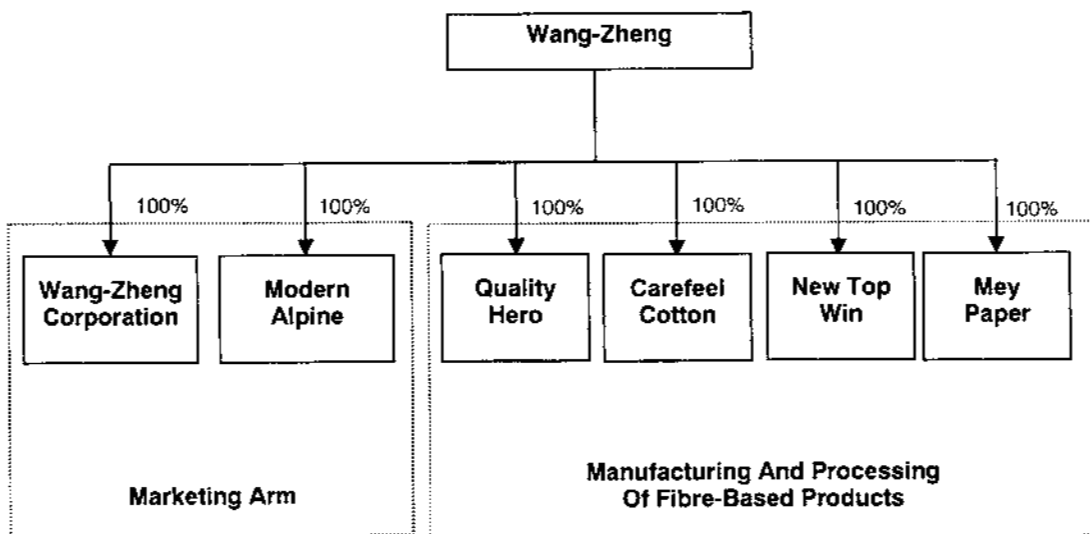 Wang-Zheng
100% 100% 100% 100% 100% 100%
Wang-Zheng
Corporation
Modern
Alpine
Quality
Hero
Carefeel
Cotton
New Top
Win
Mey
Paper
Marketing Arm
Manufacturing And Processing
Of Fibre-Based Products